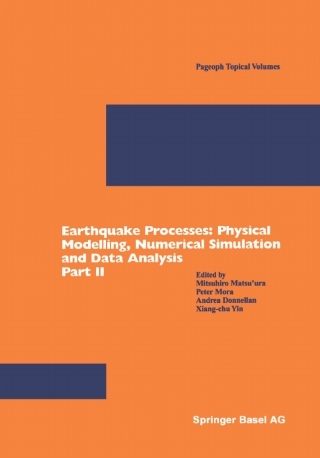 Pageoph Topical Volumes
Earthquake Processes: Physical
Modelling, Numerical Simulation
and Data Analysis
Part II
Edited by
Mitsuhiro Matsu'ura
Peter Mora
Andrea Donnellan
Xiang-chu Yin
Springer Basel AG